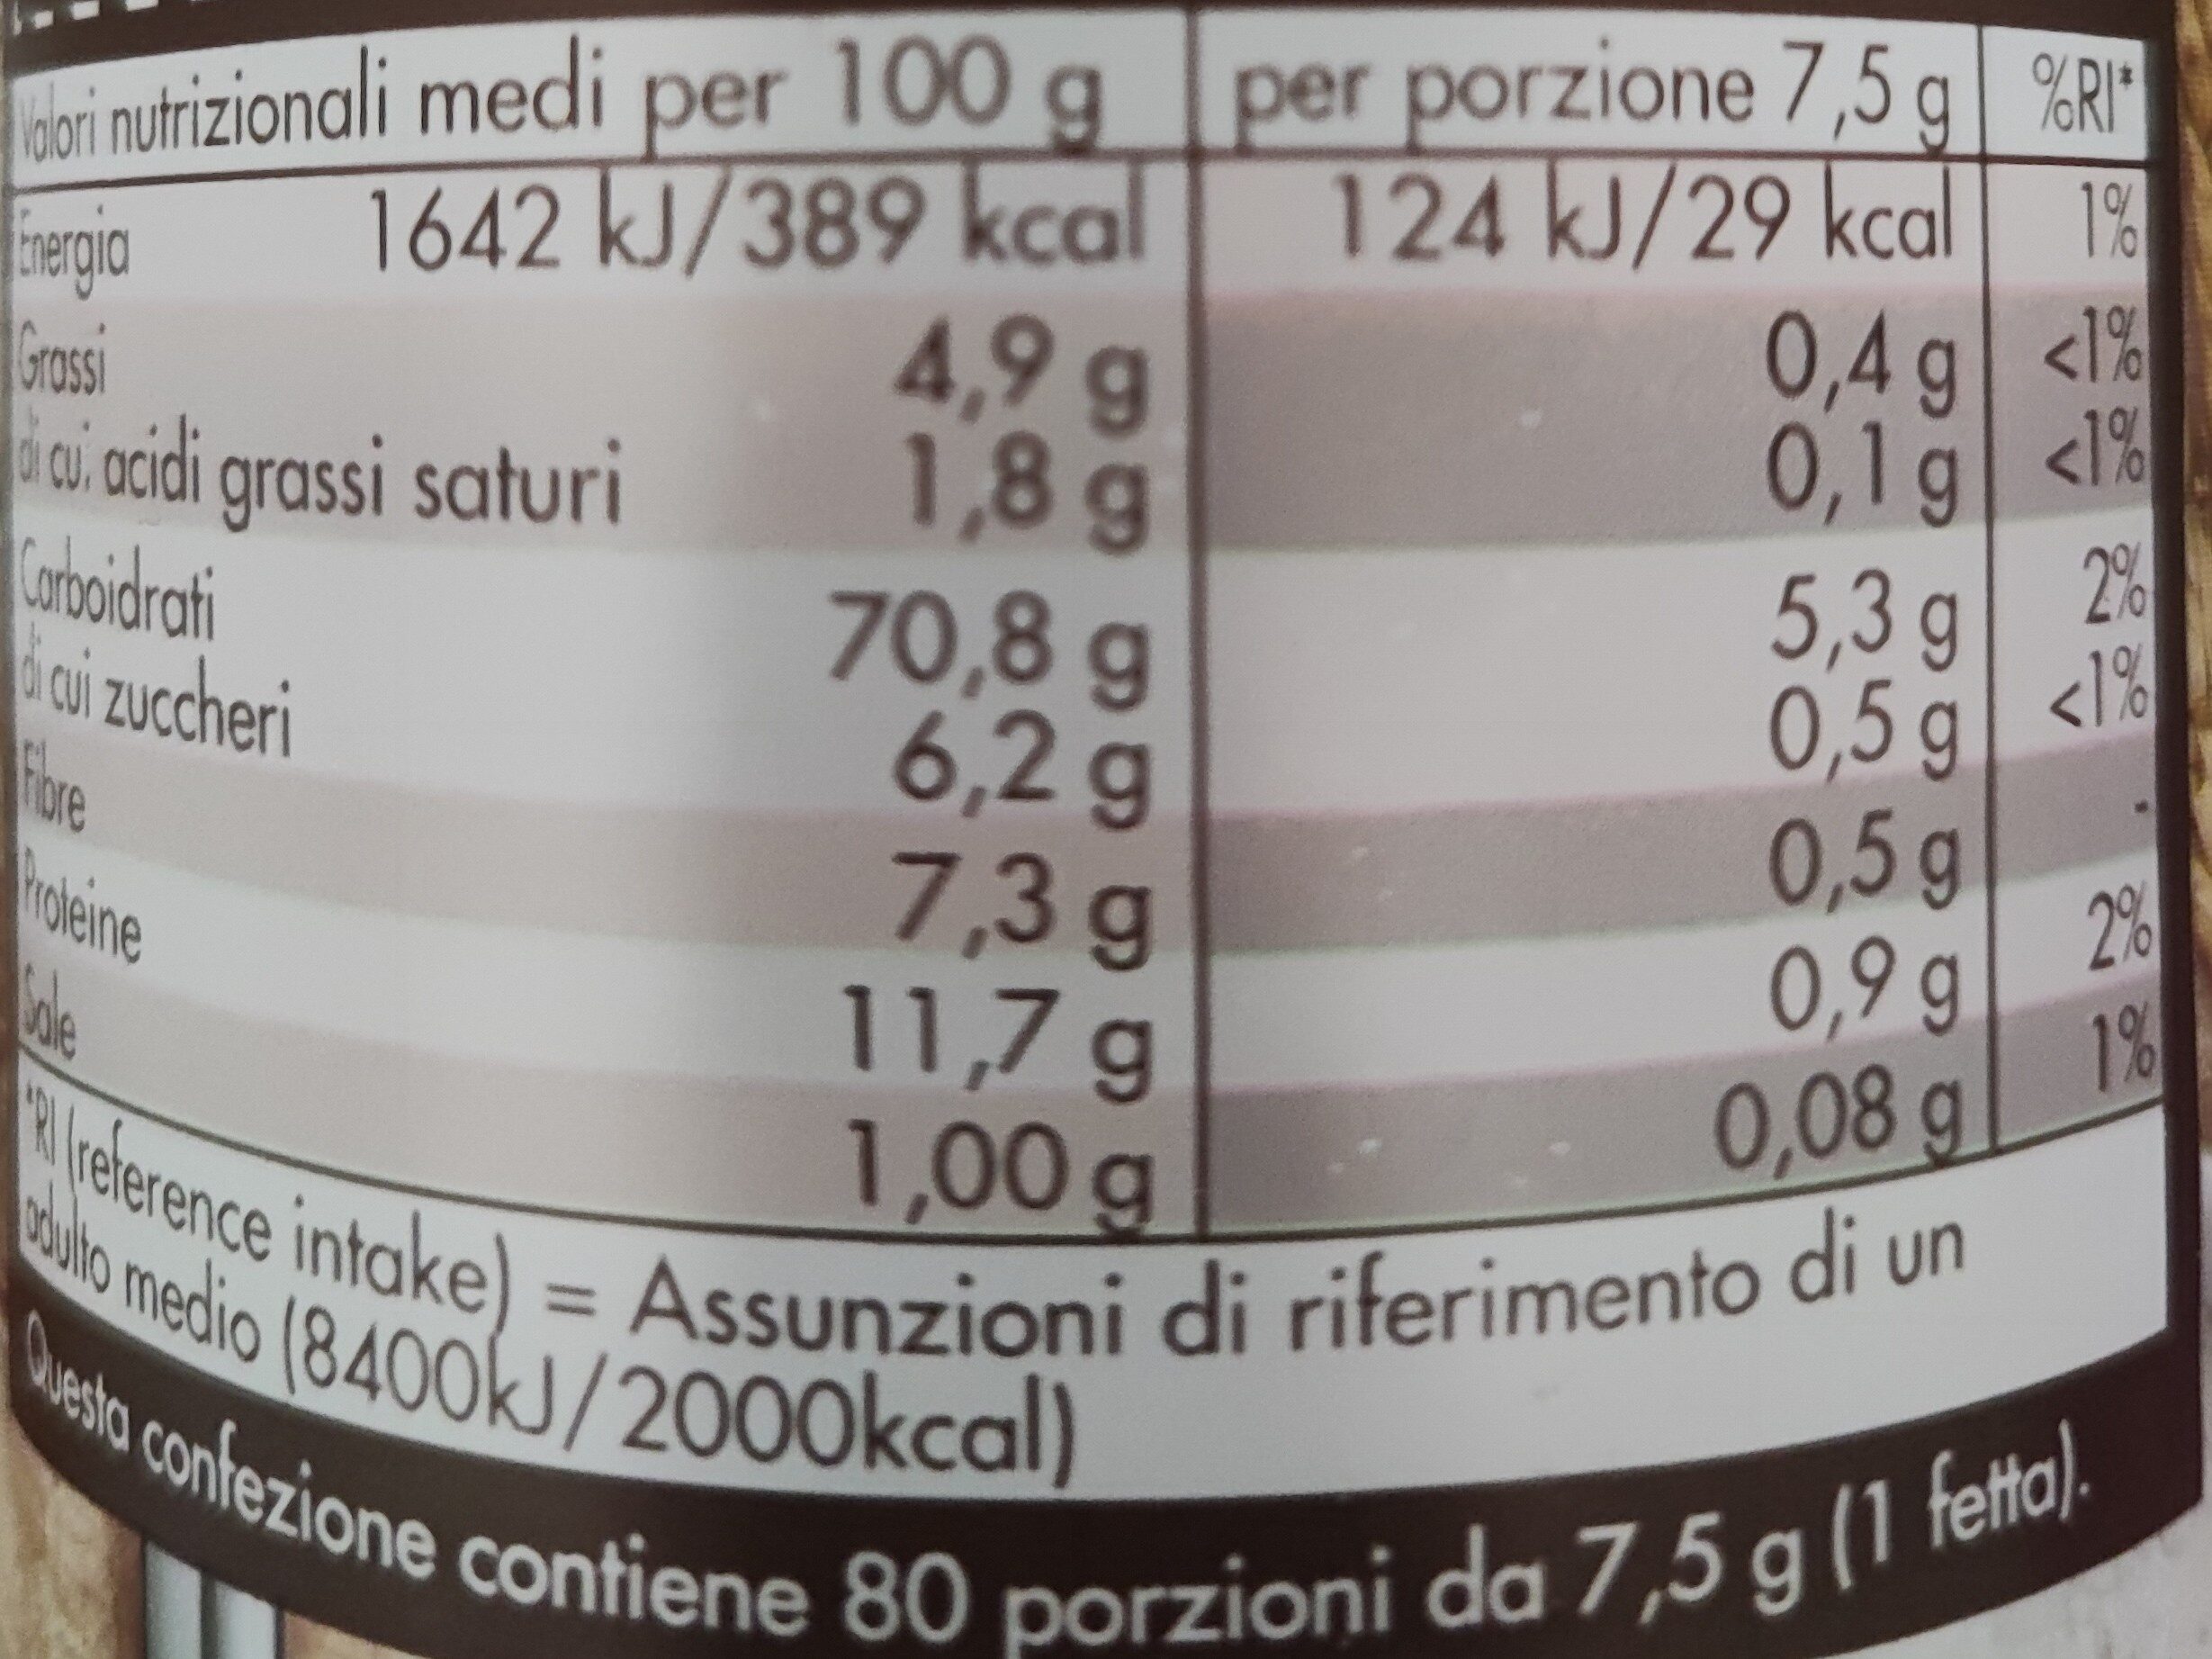 Valori nutrizionali medi per 100 g per porzione 7,5 g %RI*
Energia 1642 kJ/389 kcal 124 kJ/29 kcal 1%
Grassi 4,9 g 0,4 g <1%
di cui: acidi grassi saturi 1,8 g 0,1 g <1%
Carboidrati 70,8 g 5,3 g 2%
di cui zuccheri 6,2 g 0,5 g <1%
Fibre 7,3 g 0,5 g -
Proteine 11,7 g 0,9 g 2%
Sale 1,00 g 0,08 g 1%
*RI (reference intake) = Assunzioni di riferimento di un
adulto medio (8400kJ/2000kcal)
Questa confezione contiene 80 porzioni da 7,5 g (1 fetta).